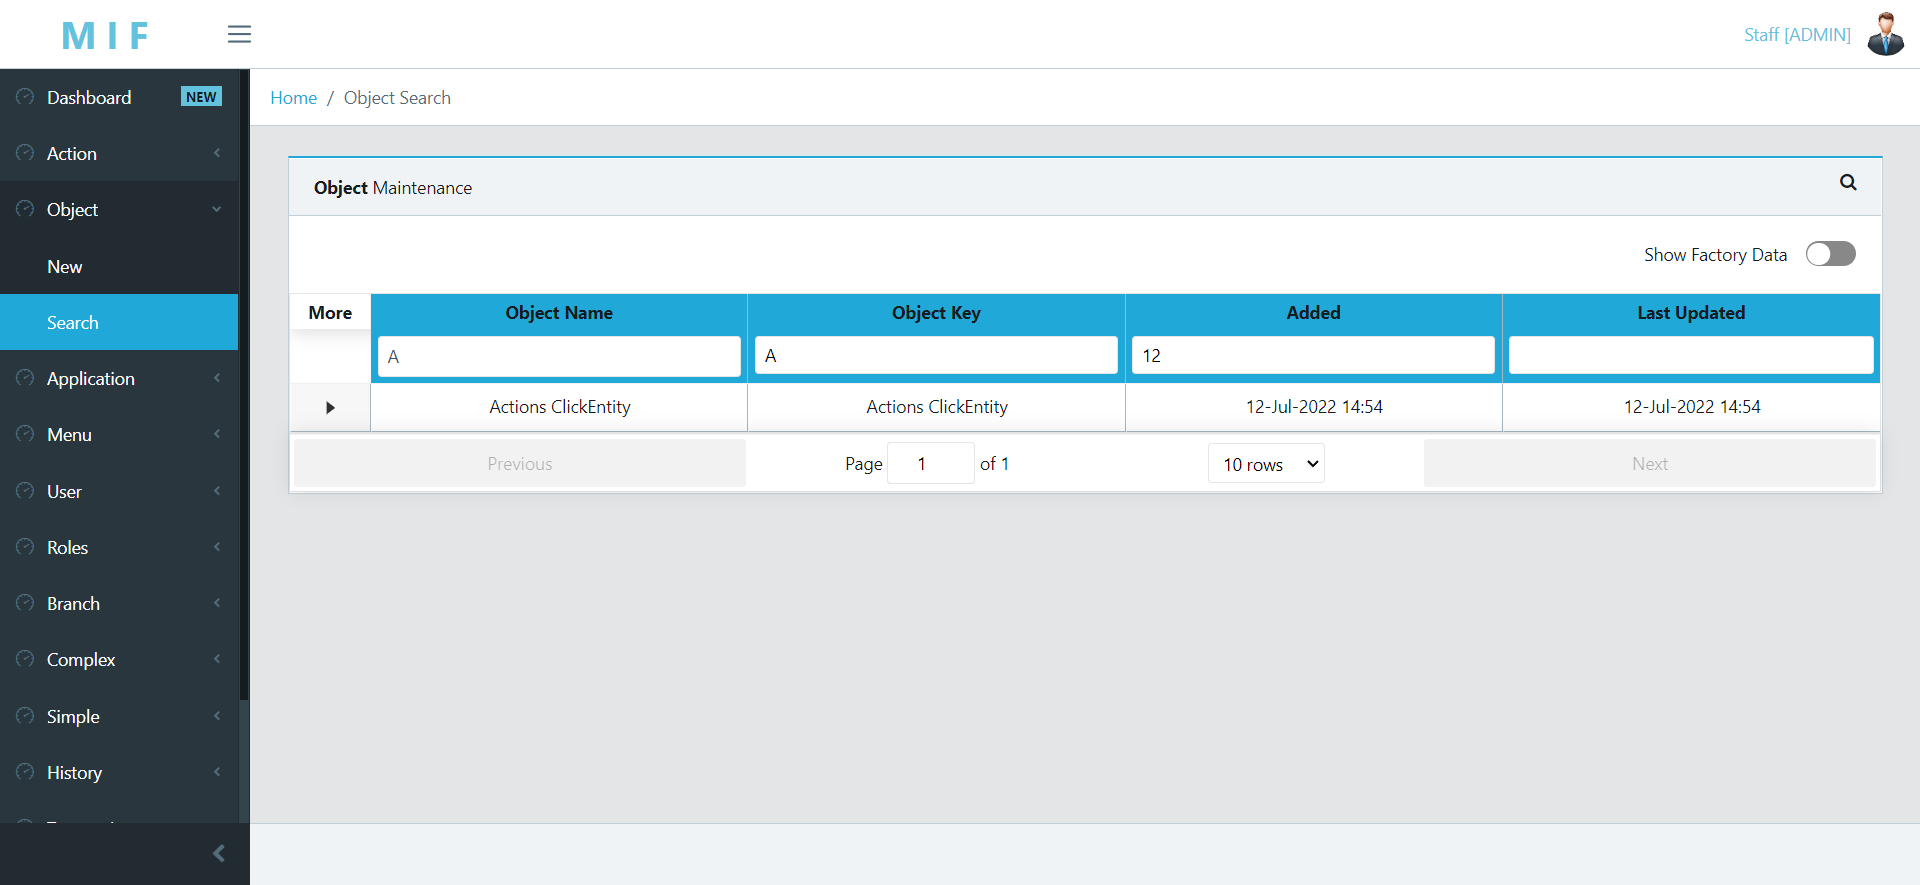 M I F
Staff [ADMIN]
Dashboard NEW
Home / Object Search
Action
Object Maintenance
Object
Show Factory Data
New
More Object Name Object Key Added Last Updated
Search
A A 12
Application
Actions ClickEntity Actions ClickEntity 12-Jul-2022 14:54 12-Jul-2022 14:54
Menu
Previous Page 1 of 1 10 rows Next
User
Roles
Branch
Complex
Simple
History